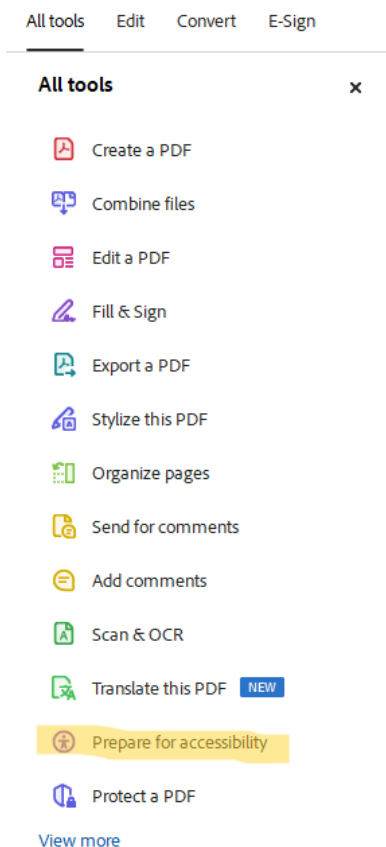 All tools Edit Convert E-Sign
All tools
Create a PDF
Combine files
Edit a PDF
Fill & Sign
Export a PDF
Stylize this PDF
Organize pages
Send for comments
Add comments
Scan & OCR
Translate this PDF NEW
Prepare for accessibility
Protect a PDF
View more